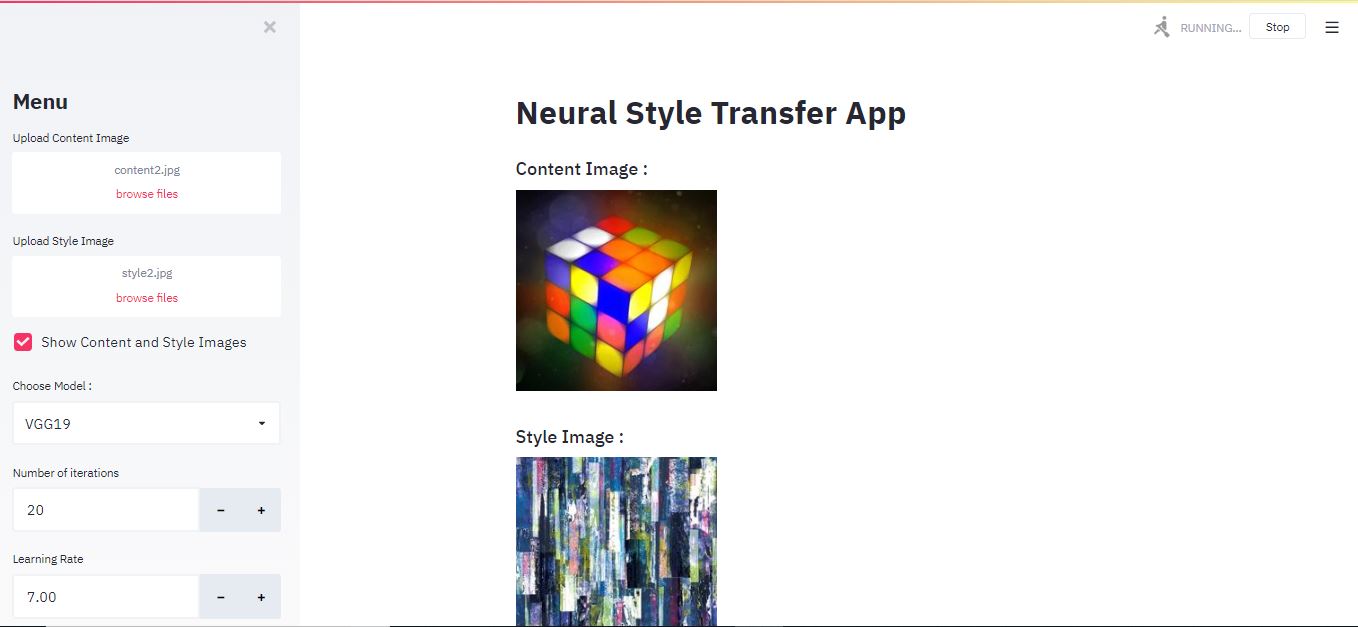 RUNNING...
Stop
Menu
Upload Content Image
content2.jpg
browse files
Upload Style Image
style2.jpg
browse files
Show Content and Style Images
Choose Model :
VGG19
Number of iterations
20
- +
Learning Rate
7.00
- +
Neural Style Transfer App
Content Image :
Style Image :